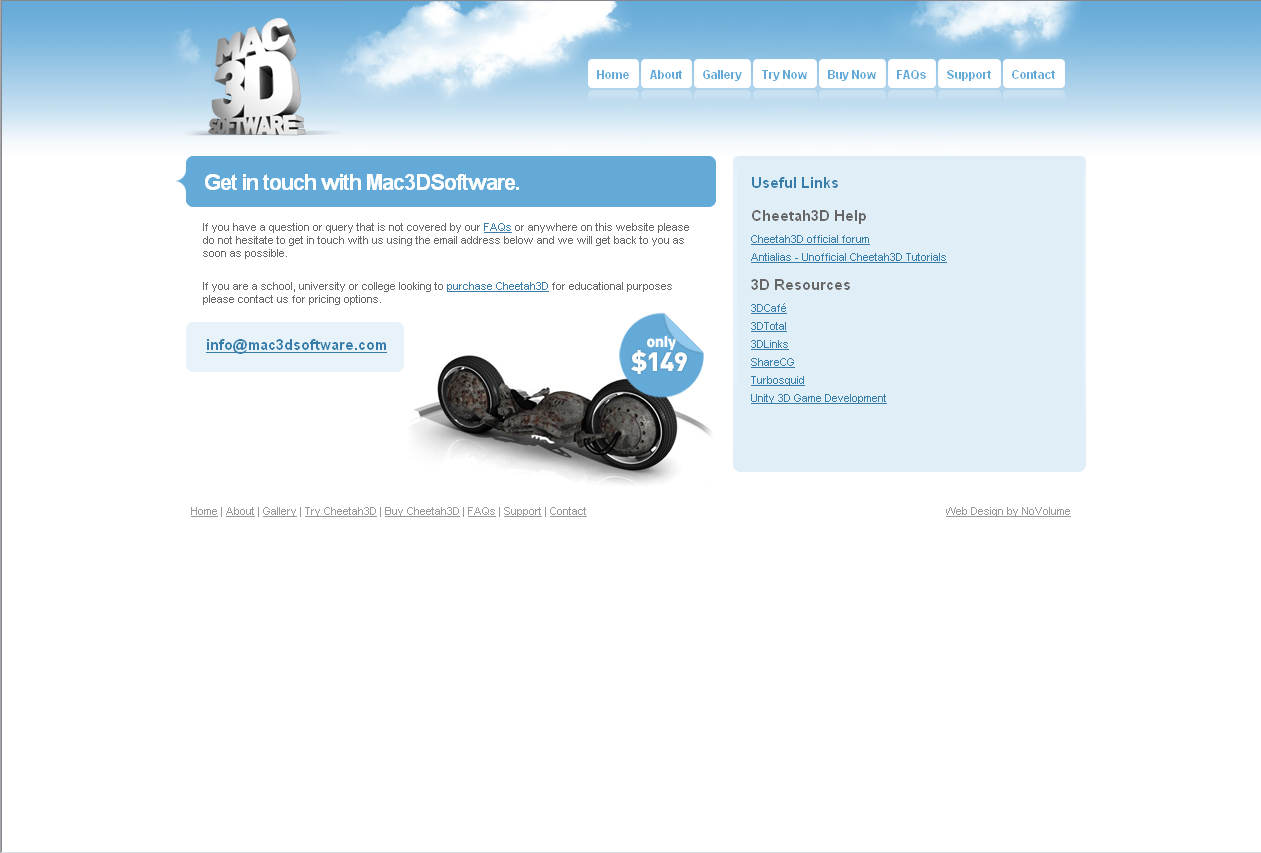 MAC
3D
SOFTWARE
Home About Gallery Try Now Buy Now FAQs Support Contact
Get in touch with Mac3DSoftware.
If you have a question or query that is not covered by our FAQs or anywhere on this website please
do not hesitate to get in touch with us using the email address below and we will get back to you as
soon as possible.
If you are a school, university or college looking to purchase Cheetah3D for educational purposes
please contact us for pricing options.
info@mac3dsoftware.com
only
$149
Useful Links
Cheetah3D Help
Cheetah3D official forum
Antialias - Unofficial Cheetah3D Tutorials
3D Resources
3DCafé
3DTotal
3DLinks
ShareCG
Turbosquid
Unity 3D Game Development
Home | About | Gallery | Try Cheetah3D | Buy Cheetah3D | FAQs | Support | Contact
Web Design by NoVolume